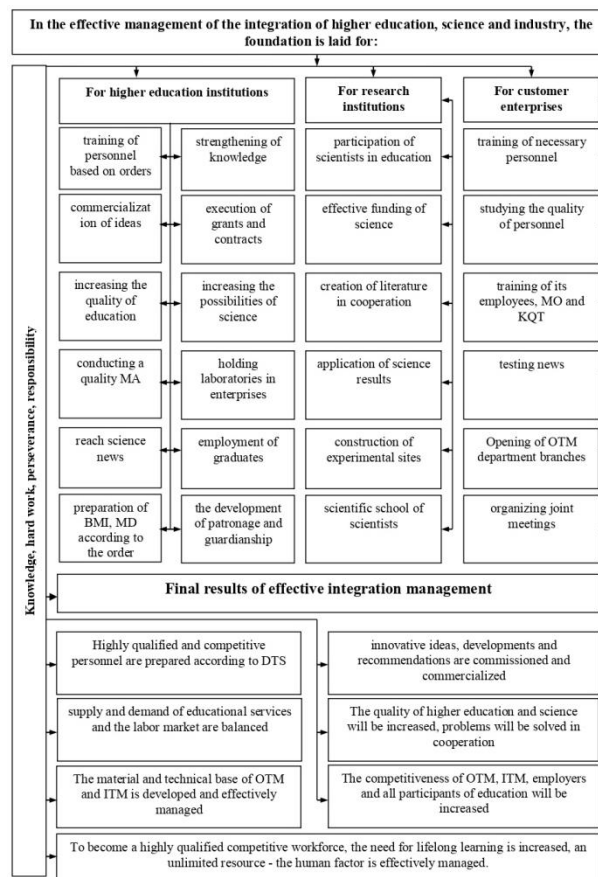 In the effective management of the integration of higher education, science and industry, the
foundation is laid for:
Knowledge, hard work, perseverance, responsibility
For higher education institutions
For research
institutions
For customer
enterprises
training of
personnel
based on orders
strengthening of
knowledge
participation of
scientists in education
training of necessary
personnel
commercializat
ion of ideas
execution of
grants and
contracts
effective funding of
science
studying the quality
of personnel
increasing the
quality of
education
increasing the
possibilities of
science
creation of literature
in cooperation
training of its
employees, MO and
KQT
conducting a
quality MA
holding
laboratories in
enterprises
application of science
results
testing news
reach science
news
employment of
graduates
construction of
experimental sites
Opening of OTM
department branches
preparation of
BMI, MD
according to
the order
the development
of patronage and
guardianship
scientific school of
scientists
organizing joint
meetings
Final results of effective integration management
Highly qualified and competitive
personnel are prepared according to DTS
innovative ideas, developments and
recommendations are commissioned and
commercialized
supply and demand of educational services
and the labor market are balanced
The quality of higher education and science
will be increased, problems will be solved in
cooperation
The material and technical base of OTM
and ITM is developed and effectively
managed
The competitiveness of OTM, ITM, employers
and all participants of education will be
increased
To become a highly qualified competitive workforce, the need for lifelong learning is increased, an
unlimited resource - the human factor is effectively managed.